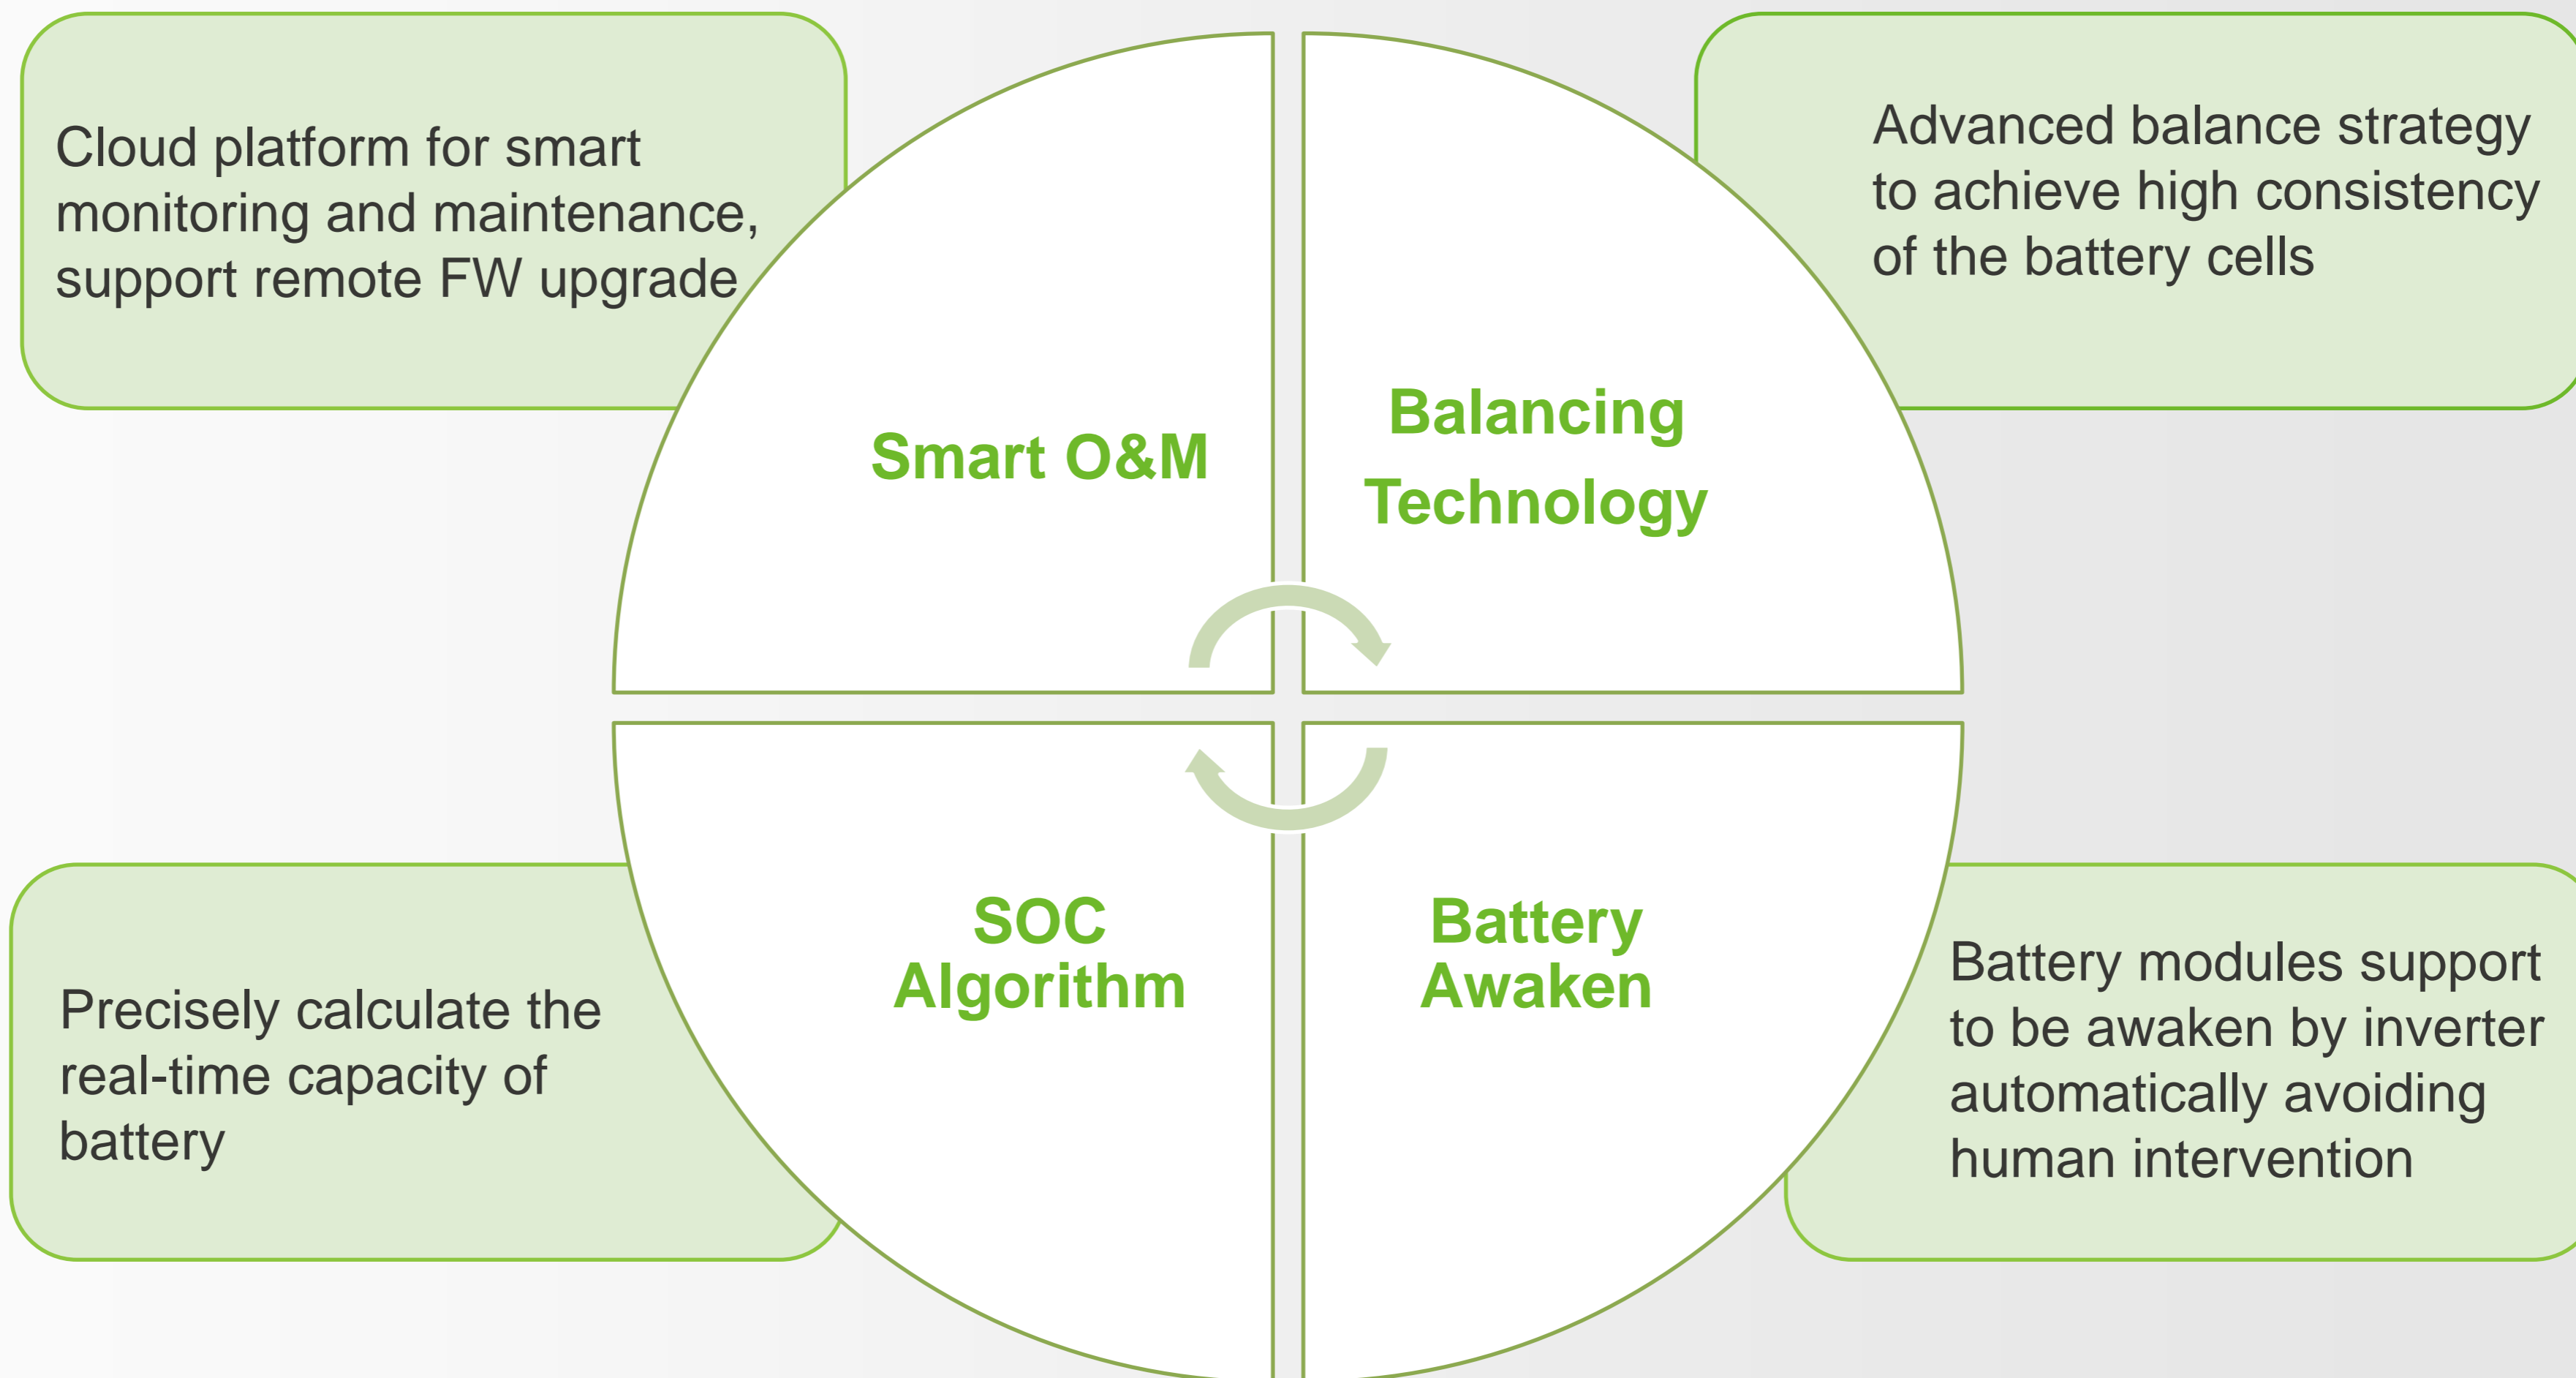 Cloud platform for smart
monitoring and maintenance,
support remote FW upgrade
Advanced balance strategy
to achieve high consistency
of the battery cells
Smart O&M
Balancing
Technology
SOC
Algorithm
Battery
Awaken
Precisely calculate the
real-time capacity of
battery
Battery modules support
to be awaken by inverter
automatically avoiding
human intervention